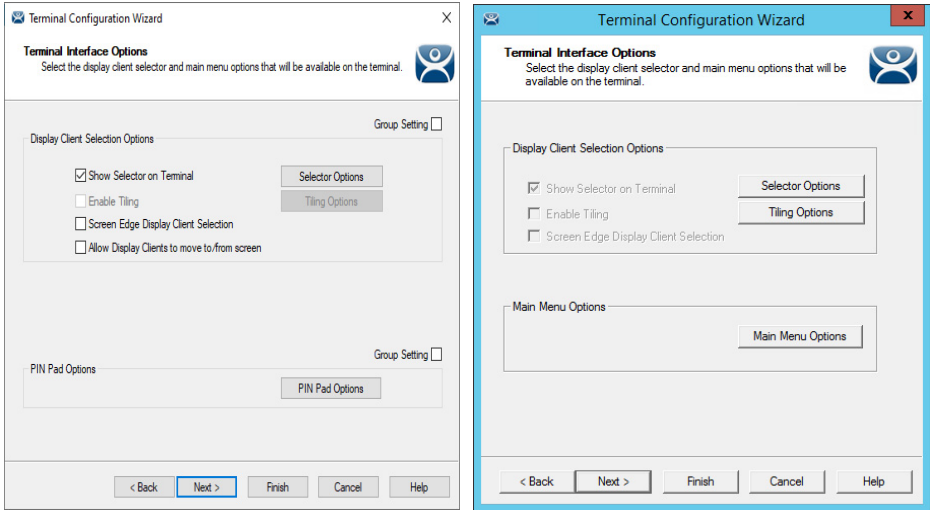 Terminal Configuration Wizard
X
Terminal Interface Options
Select the display client selector and main menu options that will be available on the terminal.
Group Setting
Display Client Selection Options
Show Selector on Terminal
Selector Options
Enable Tiling
Tiling Options
Screen Edge Display Client Selection
Allow Display Clients to move to/from screen
Group Setting
PIN Pad Options
PIN Pad Options
< Back
Next >
Finish
Cancel
Help
Terminal Configuration Wizard
x
Terminal Interface Options
Select the display client selector and main menu options that will be
available on the terminal.
Display Client Selection Options
Show Selector on Terminal
Selector Options
Enable Tiling
Tiling Options
Screen Edge Display Client Selection
Main Menu Options
Main Menu Options
< Back
Next >
Finish
Cancel
Help